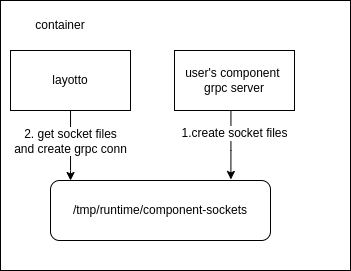 container
layotto
user's component
grpc server
2. get socket files
and create grpc conn
1.create socket files
/tmp/runtime/component-sockets